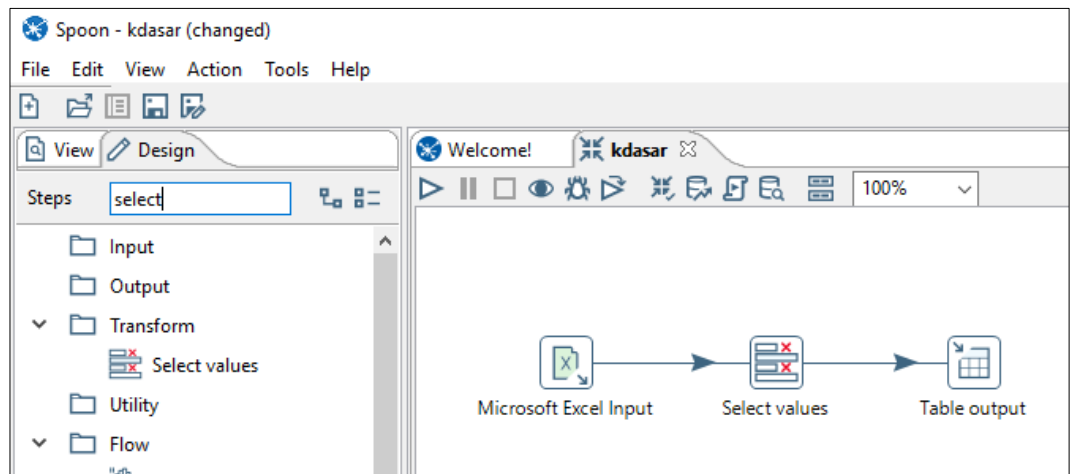 Spoon - kdasar (changed)
File Edit View Action Tools Help
View Design
Steps select
Input
Output
Transform
Select values
Utility
Flow
Welcome! kdasar
100%
Microsoft Excel Input Select values Table output